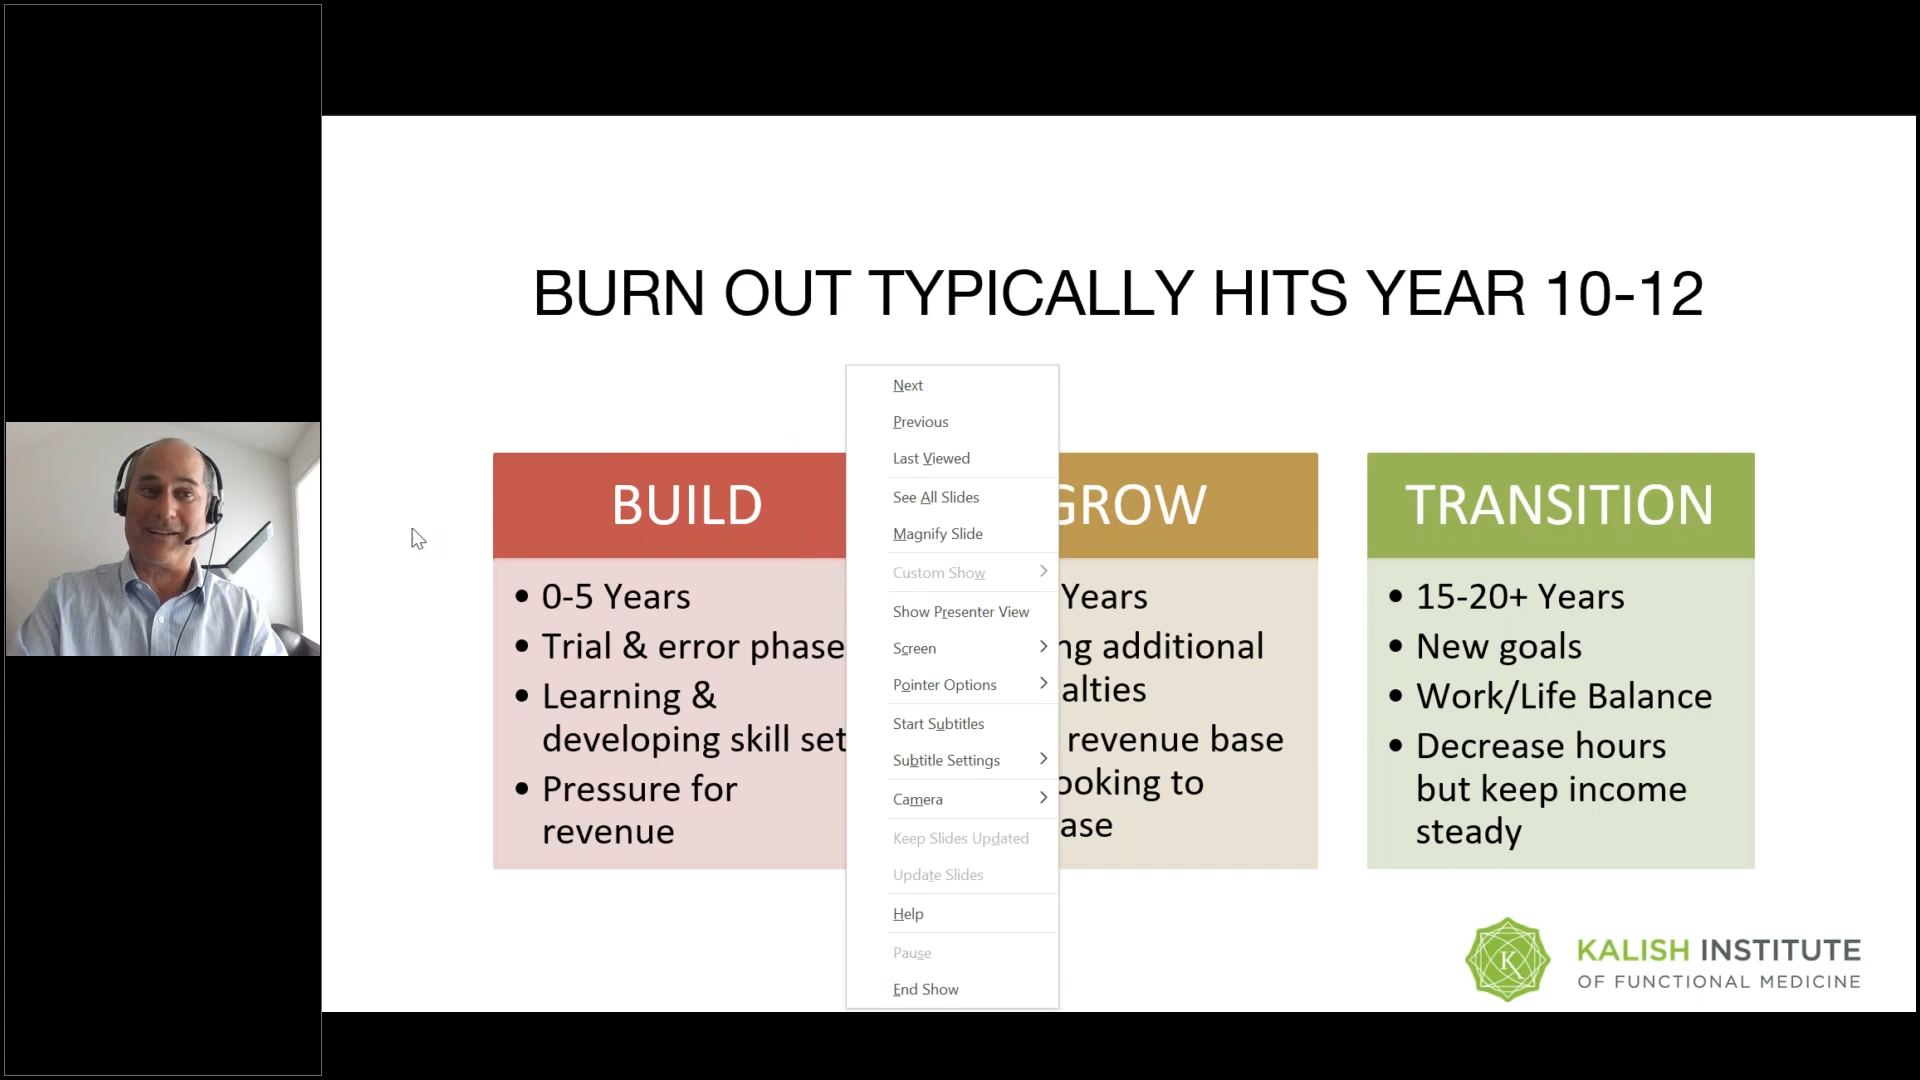 BURN OUT TYPICALLY HITS YEAR 10-12
BUILD
• 0-5 Years
• Trial & error phase
• Learning &
developing skill set
• Pressure for
revenue
Next
Previous
Last Viewed
See All Slides
Magnify Slide
Custom Show
Show Presenter View
Screen
Pointer Options
Start Subtitles
Subtitle Settings
Camera
Keep Slides Updated
Update Slides
Help
Pause
End Show
GROW
Years
ng additional
alties
revenue base
ooking to
ase
TRANSITION
• 15-20+ Years
• New goals
• Work/Life Balance
• Decrease hours
but keep income
steady
K
KALISH INSTITUTE
OF FUNCTIONAL MEDICINE